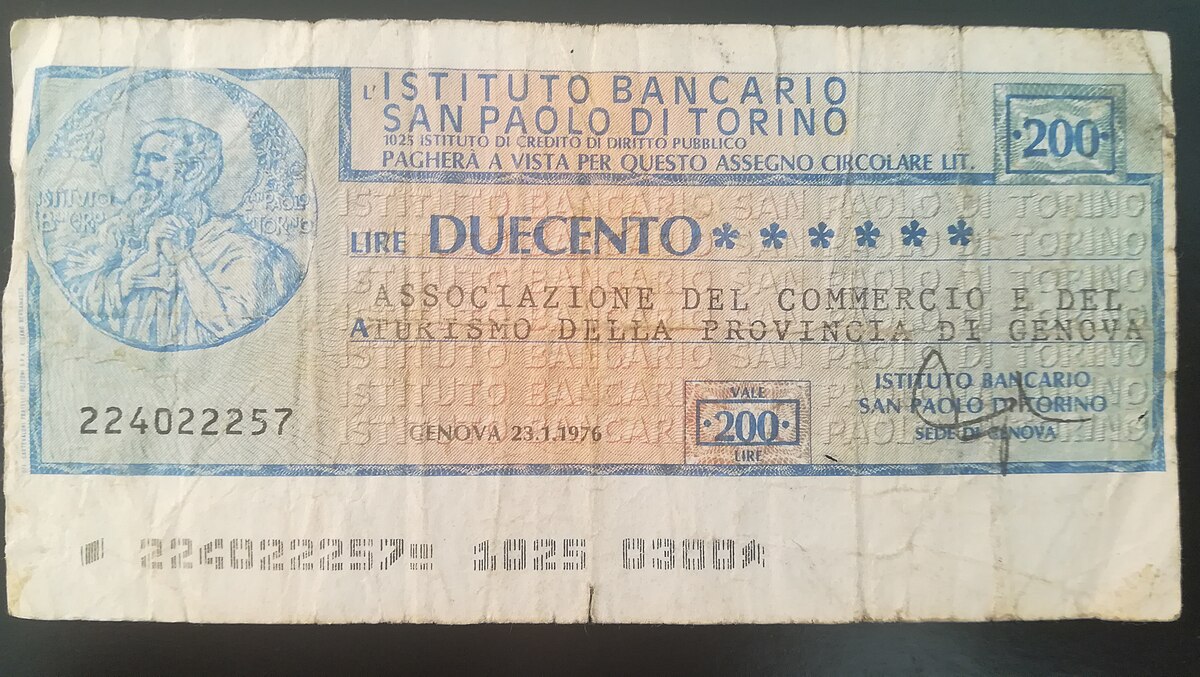 L'ISTITUTO BANCARIO
SAN PAOLO DI TORINO
1025 ISTITUTO DI CREDITO DI DIRITTO PUBBLICO
PAGHERÀ A VISTA PER QUESTO ASSEGNO CIRCOLARE LIT.
·200·
LIRE DUECENTO ******
ASSOCIAZIONE DEL COMMERCIO E DEL
A TURISMO DELLA PROVINCIA DI GENOVA
ISTITUTO BANCARIO
SAN PAOLO DI TORINO
SEDE DI GENOVA
VALE
·200·
LIRE
GENOVA 23.1.1976
224022257
224022257 1025 0300